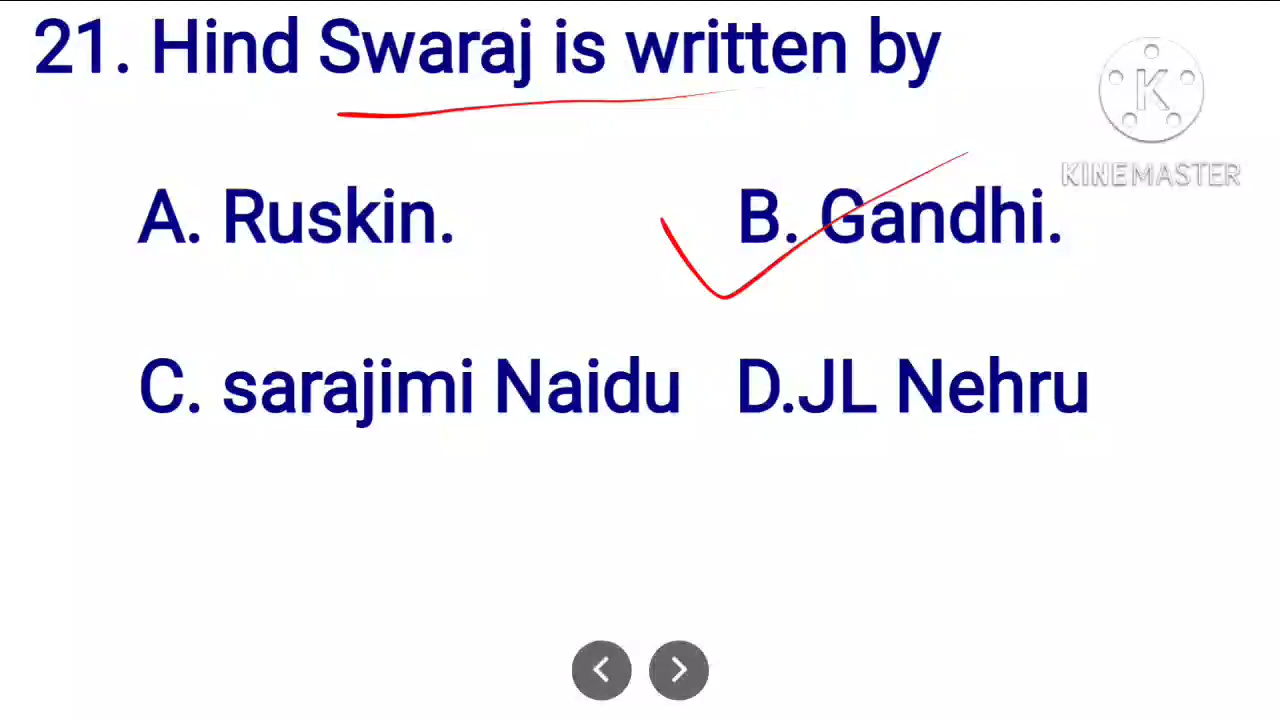 21. Hind Swaraj is written by
K
KINEMASTER
A. Ruskin. B. Gandhi.
C. sarajimi Naidu D.JL Nehru